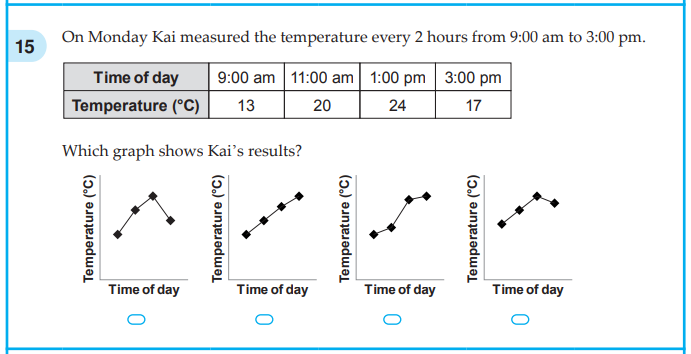 15
On Monday Kai measured the temperature every 2 hours from 9:00 am to 3:00 pm.
Time of day 9:00 am 11:00 am 1:00 pm 3:00 pm
Temperature (°C) 13 20 24 17
Which graph shows Kai's results?
Temperature (°C) Temperature (°C) Temperature (°C) Temperature (°C)
Time of day Time of day Time of day Time of day